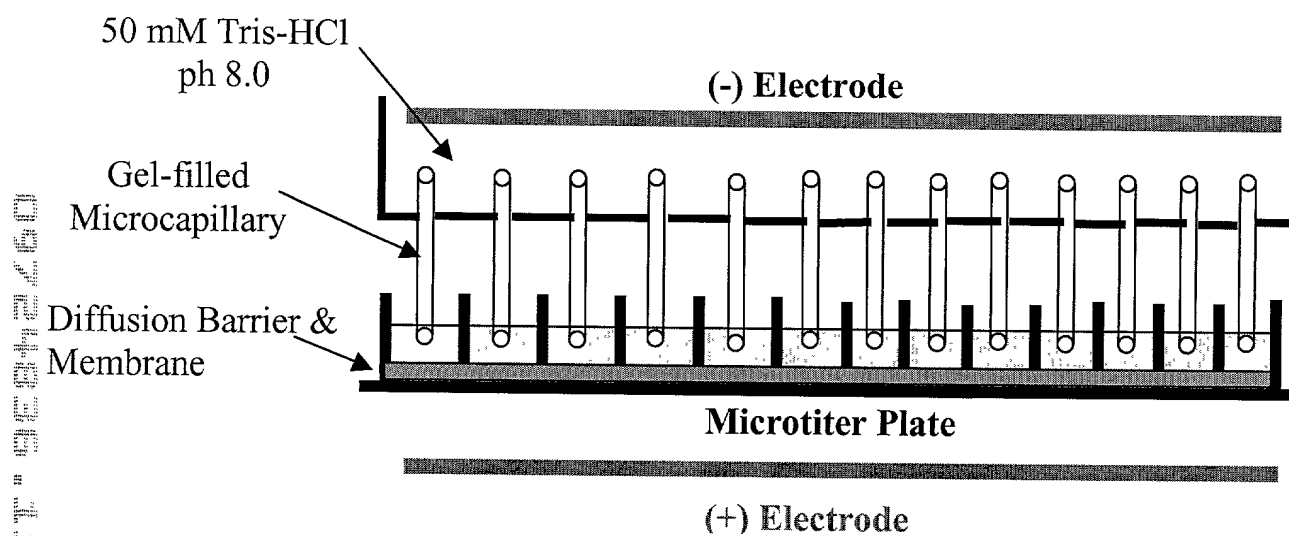 50 mM Tris-HCl
ph 8.0
(-) Electrode
Gel-filled
Microcapillary
Diffusion Barrier &
Membrane
Microtiter Plate
(+) Electrode